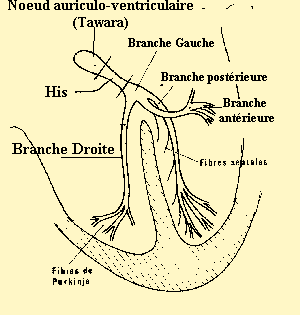 Noeud auriculo-ventriculaire
(Tawara)
Branche Gauche
Branche postérieure
His
Branche
antérieure
Branche Droite
Fibres septales
Fibres de
Purkinje